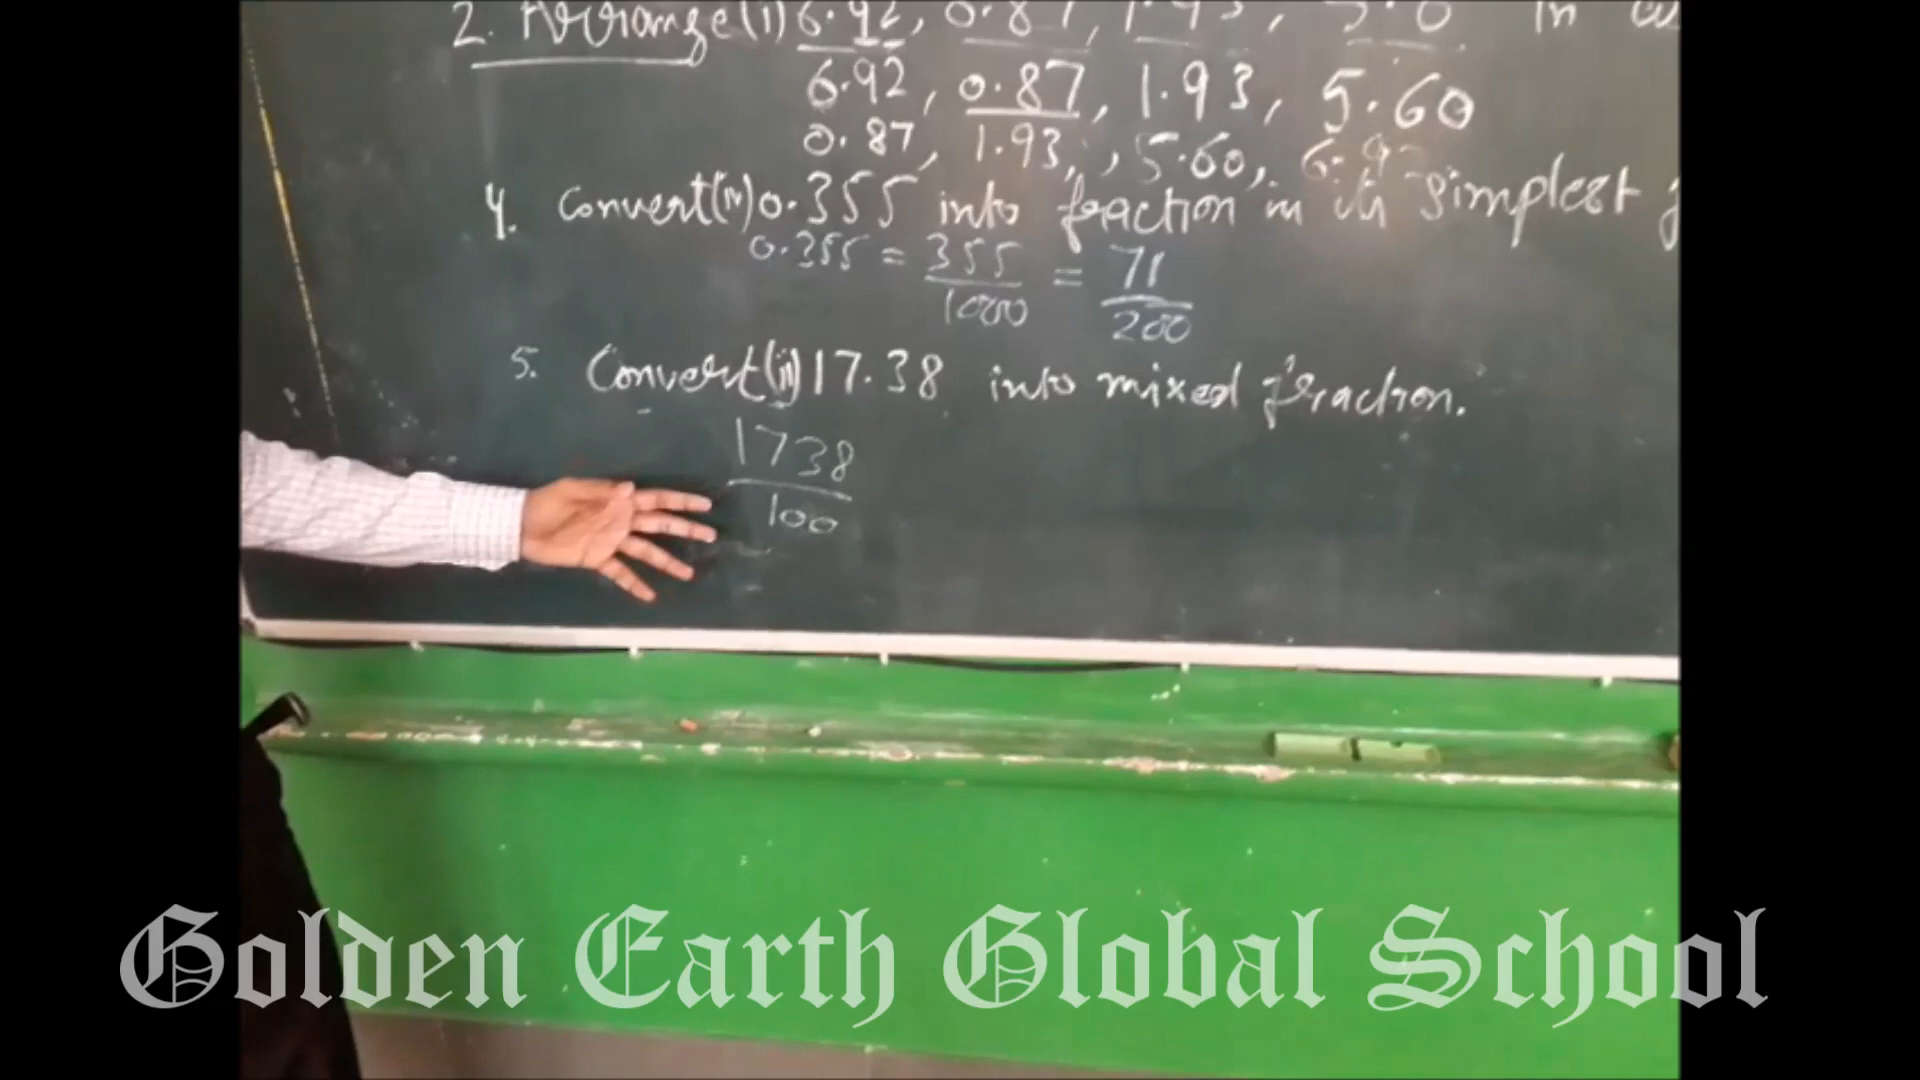 2. Arrange(i) 6.92, 0.87, 1.93, 5.6 in
6.92, 0.87, 1.93, 5.60
0.87, 1.93, , 5.60, 6.9
4. Convert(iv) 0.355 into fraction in its simplest
0.355 = 355/1000 = 71/200
5. Convert(ii) 17.38 into mixed fraction.
1738
100
Golden Earth Global School